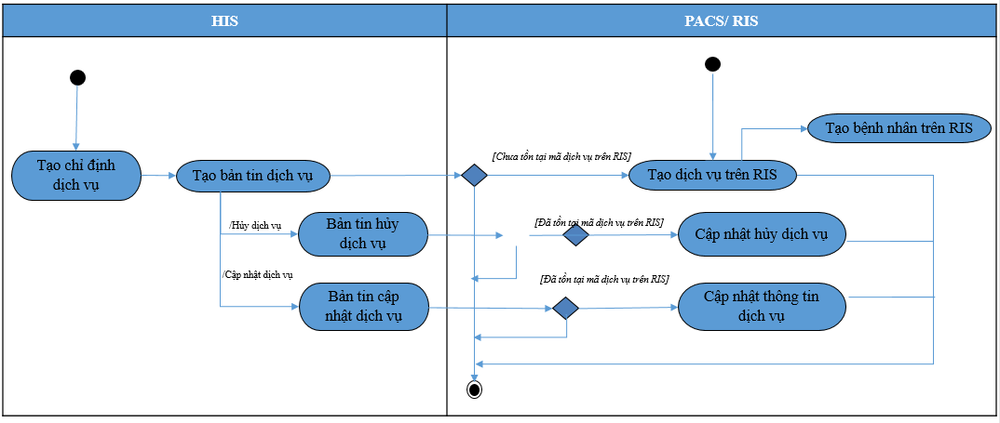 HIS
PACS/ RIS
Tạo chỉ định
dịch vụ
Tạo bản tin dịch vụ
[Chưa tồn tại mã dịch vụ trên RIS]
Tạo dịch vụ trên RIS
Tạo bệnh nhân trên RIS
/Hủy dịch vụ
Bản tin hủy
dịch vụ
[Đã tồn tại mã dịch vụ trên RIS]
Cập nhật hủy dịch vụ
/Cập nhật dịch vụ
Bản tin cập
nhật dịch vụ
[Đã tồn tại mã dịch vụ trên RIS]
Cập nhật thông tin
dịch vụ